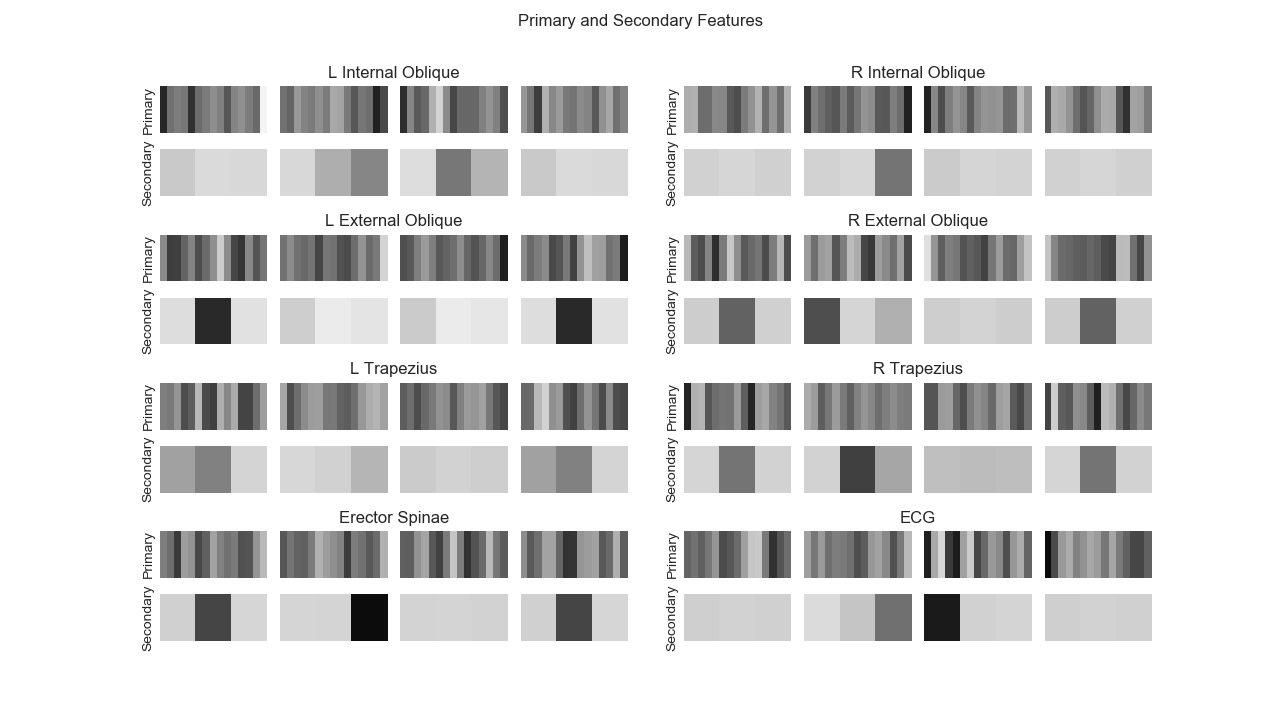 Primary and Secondary Features
L Internal Oblique
R Internal Oblique
Primary
Primary
Secondary
Secondary
L External Oblique
R External Oblique
Primary
Primary
Secondary
Secondary
L Trapezius
R Trapezius
Primary
Primary
Secondary
Secondary
Erector Spinae
ECG
Primary
Primary
Secondary
Secondary